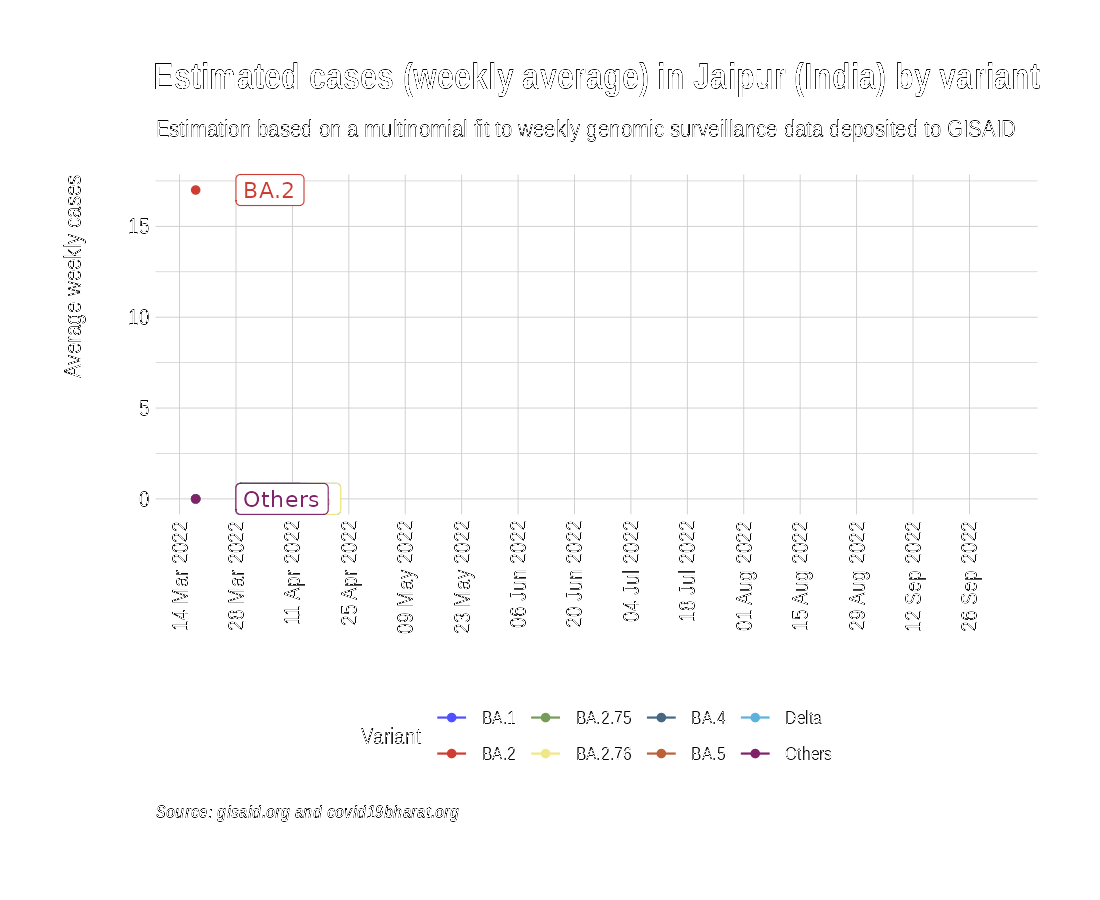 Estimated cases (weekly average) in Jaipur (India) by variant
Estimation based on a multinomial fit to weekly genomic surveillance data deposited to GISAID
Average weekly cases
BA.2
15
10
5
0
Others
14 Mar 2022
28 Mar 2022
11 Apr 2022
25 Apr 2022
09 May 2022
23 May 2022
06 Jun 2022
20 Jun 2022
04 Jul 2022
18 Jul 2022
01 Aug 2022
15 Aug 2022
29 Aug 2022
12 Sep 2022
26 Sep 2022
Variant
BA.1 BA.2.75 BA.4 Delta
BA.2 BA.2.76 BA.5 Others
Source: gisaid.org and covid19bharat.org